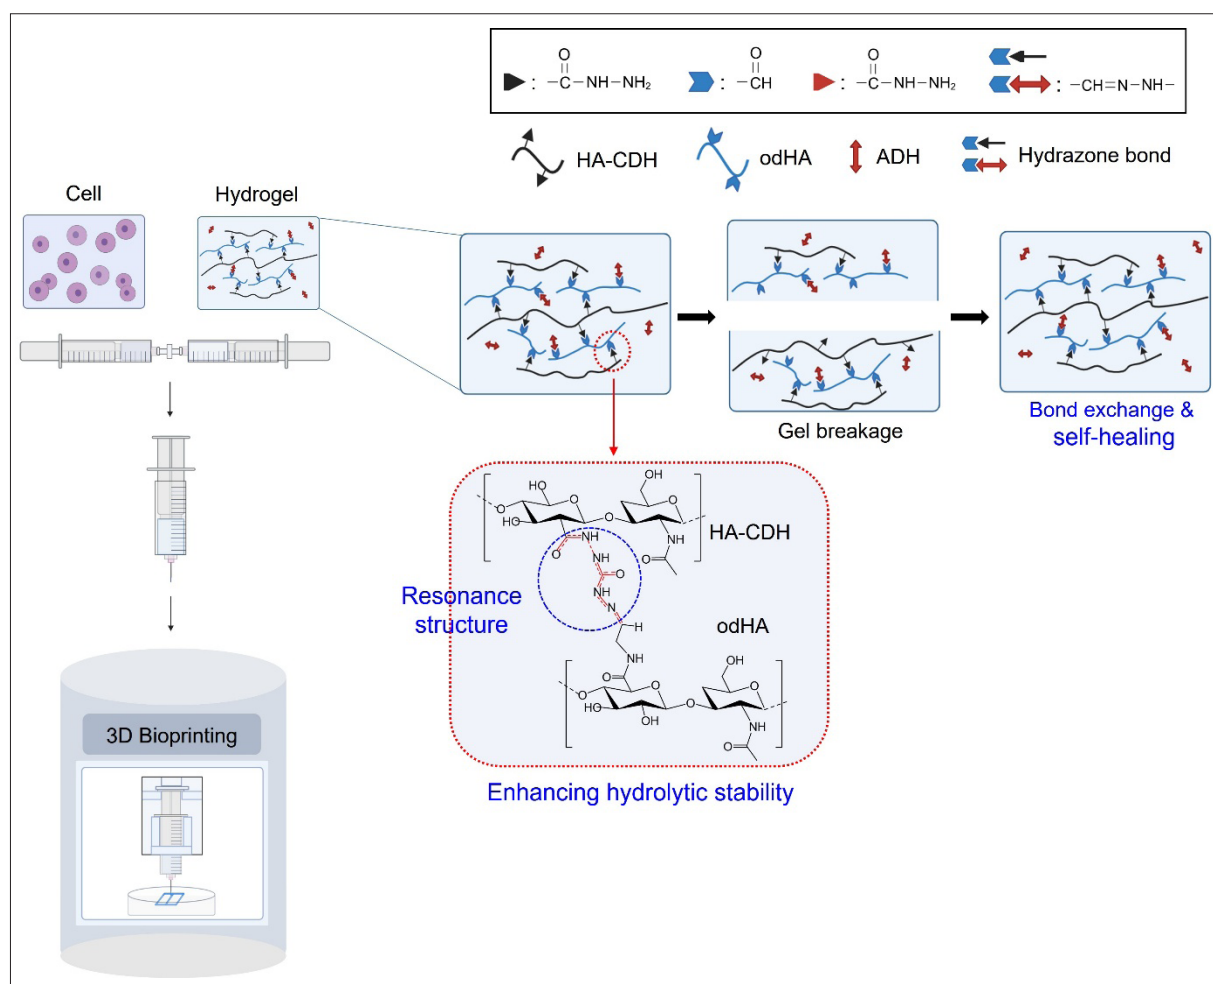 O
O
O
: –C–NH–NH₂
: –CH
: –C–NH–NH₂
: –CH=N–NH–
HA-CDH
odHA
ADH
Hydrazone bond
Cell
Hydrogel
Gel breakage
Bond exchange &
self-healing
OH
HO
O
O
O
O
HO
OH
NH
HA-CDH
O
NH
O
NH
O
NH
N
H
Resonance
structure
odHA
NH
O
OH
O
O
O
O
HO
OH
OH
NH
O
Enhancing hydrolytic stability
3D Bioprinting